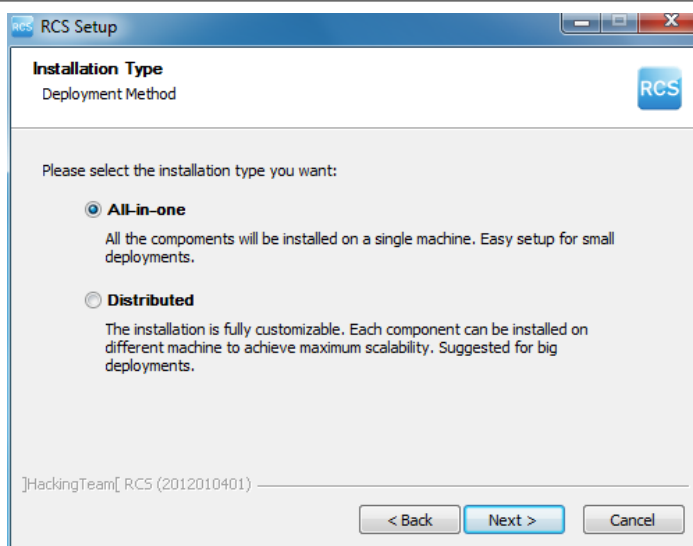 RCS RCS Setup
Installation Type
Deployment Method
RCS
Please select the installation type you want:
All-in-one
All the compoments will be installed on a single machine. Easy setup for small
deployments.
Distributed
The installation is fully customizable. Each component can be installed on
different machine to achieve maximum scalability. Suggested for big
deployments.
]HackingTeam[ RCS (2012010401)
< Back Next > Cancel